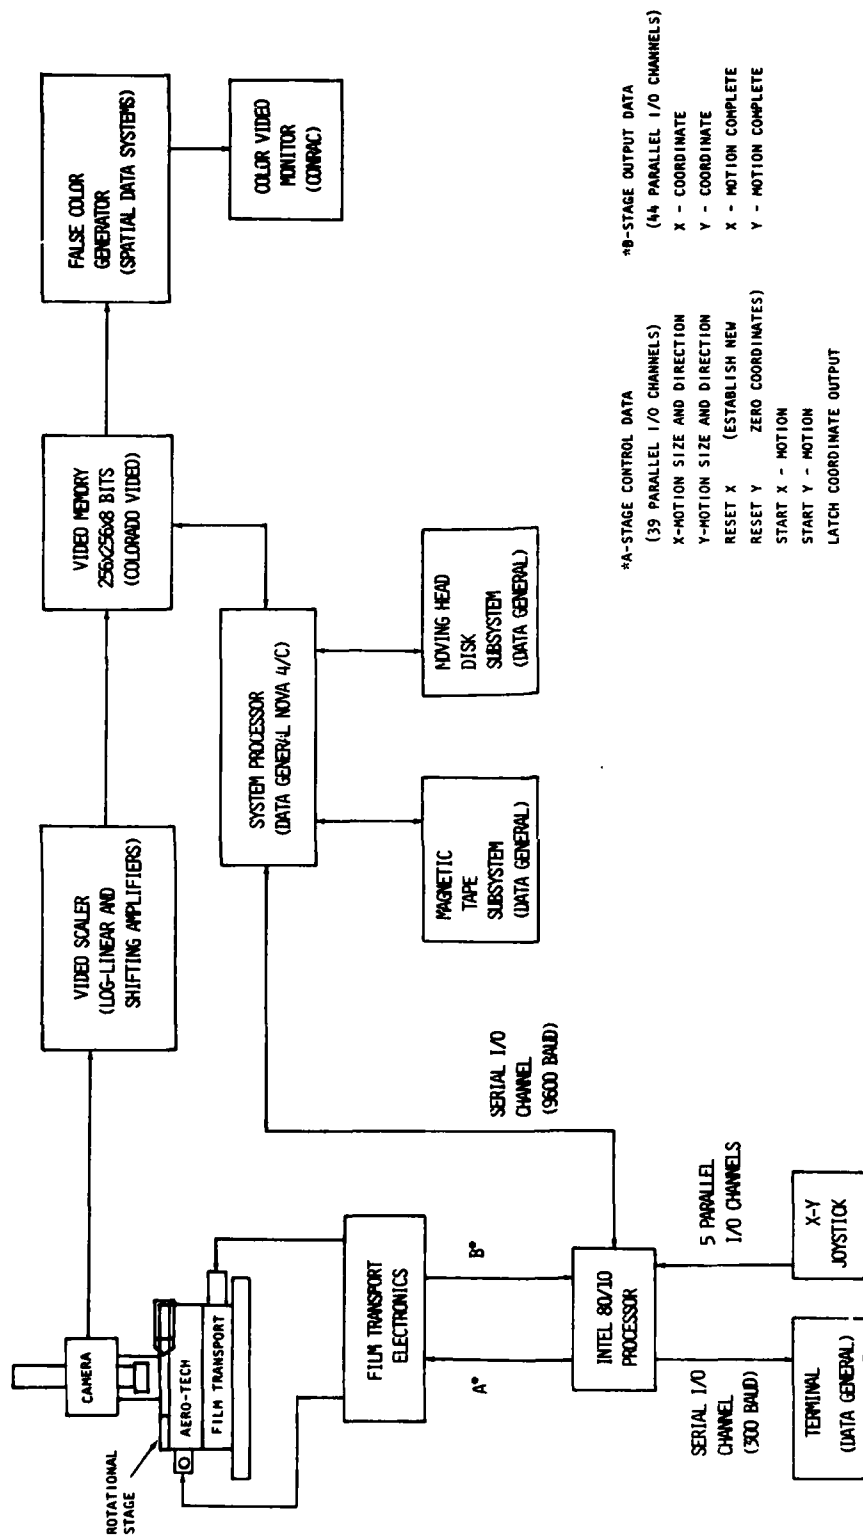 ROTATIONAL
STAGE
CAMERA
AERO-TECH
FILM TRANSPORT
VIDEO SCALER
(LOG-LINEAR AND
SHIFTING AMPLIFIERS)
VIDEO MEMORY
256x256x8 BITS
(COLORADO VIDEO)
FALSE COLOR
GENERATOR
(SPATIAL DATA SYSTEMS)
COLOR VIDEO
MONITOR
(CONRAC)
SYSTEM PROCESSOR
(DATA GENERAL NOVA 4/C)
MAGNETIC
TAPE
SUBSYSTEM
(DATA GENERAL)
MOVING HEAD
DISK
SUBSYSTEM
(DATA GENERAL)
FILM TRANSPORT
ELECTRONICS
A*
B*
SERIAL I/O
CHANNEL
(9600 BAUD)
INTEL 80/10
PROCESSOR
SERIAL I/O
CHANNEL
(300 BAUD)
5 PARALLEL
I/O CHANNELS
TERMINAL
(DATA GENERAL)
X-Y
JOYSTICK
*A-STAGE CONTROL DATA
(39 PARALLEL I/O CHANNELS)
X-MOTION SIZE AND DIRECTION
Y-MOTION SIZE AND DIRECTION
RESET X (ESTABLISH NEW
RESET Y ZERO COORDINATES)
START X - MOTION
START Y - MOTION
LATCH COORDINATE OUTPUT
*B-STAGE OUTPUT DATA
(44 PARALLEL I/O CHANNELS)
X - COORDINATE
Y - COORDINATE
X - MOTION COMPLETE
Y - MOTION COMPLETE